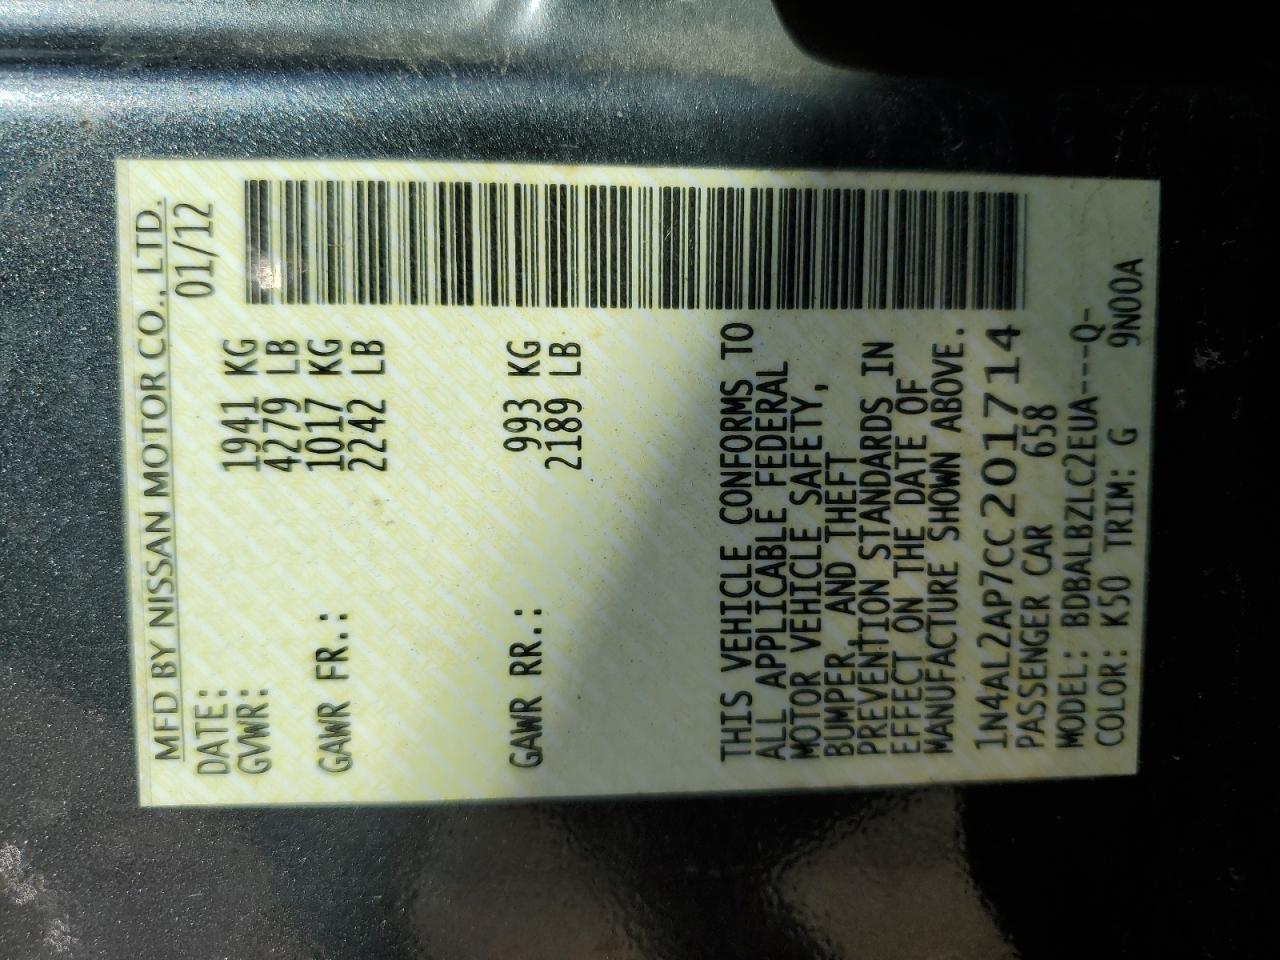 MFD BY NISSAN MOTOR CO., LTD.
DATE: 01/12
GVWR: 1941 KG
4279 LB
GAWR FR.: 1017 KG
2242 LB
GAWR RR.: 993 KG
2189 LB
THIS VEHICLE CONFORMS TO
ALL APPLICABLE FEDERAL
MOTOR VEHICLE SAFETY,
BUMPER, AND THEFT
PREVENTION STANDARDS IN
EFFECT ON THE DATE OF
MANUFACTURE SHOWN ABOVE.
1N4AL2AP7CC201714
PASSENGER CAR 658
MODEL: BDBALBZLC2EUA---Q-
COLOR: K50 TRIM: G 9N00A